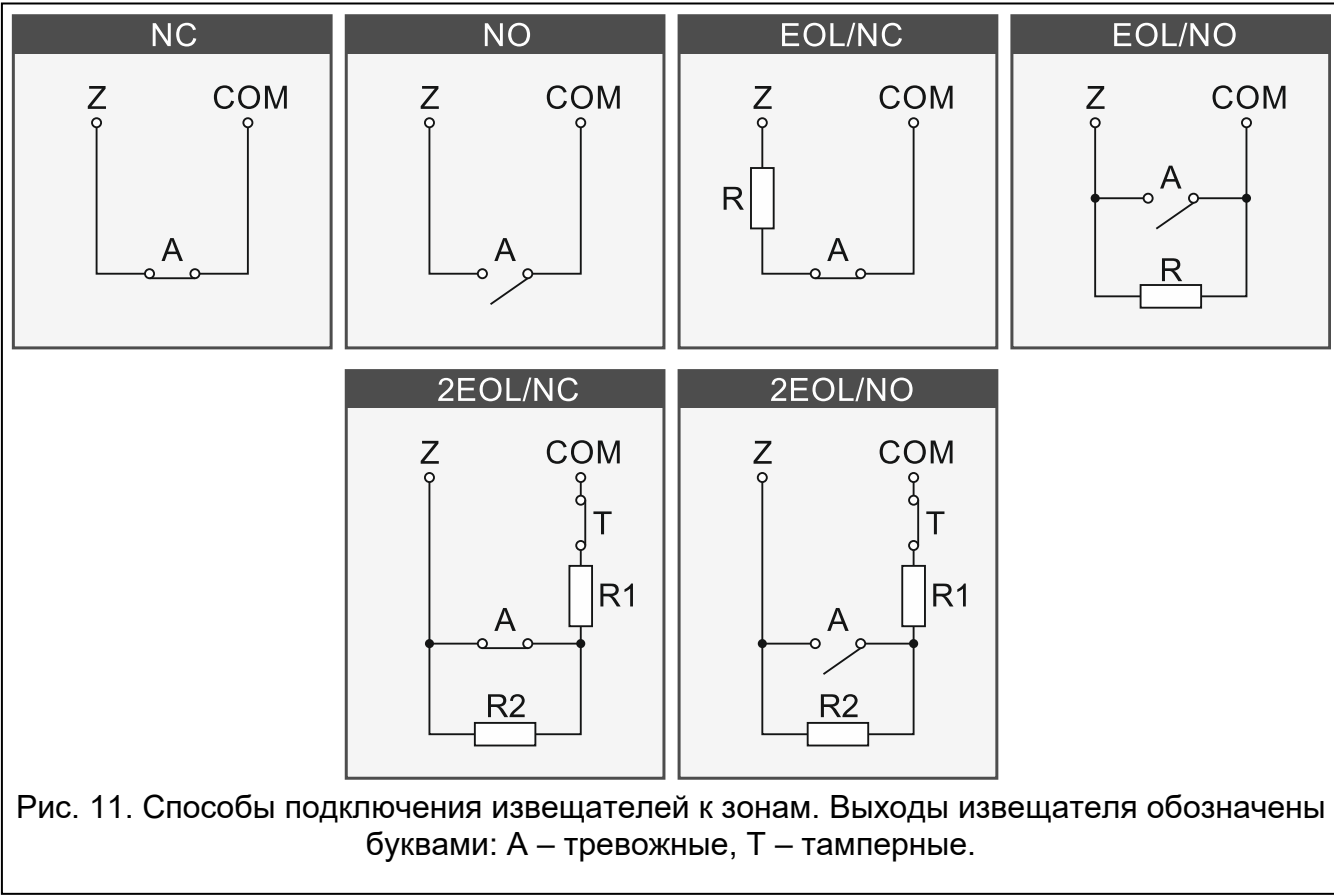 NC
Z COM
A
NO
Z COM
A
EOL/NC
Z COM
R
A
EOL/NO
Z COM
A
R
2EOL/NC
Z COM
T
R1
A
R2
2EOL/NO
Z COM
T
R1
A
R2
Рис. 11. Способы подключения извещателей к зонам. Выходы извещателя обозначены
буквами: А – тревожные, Т – тамперные.